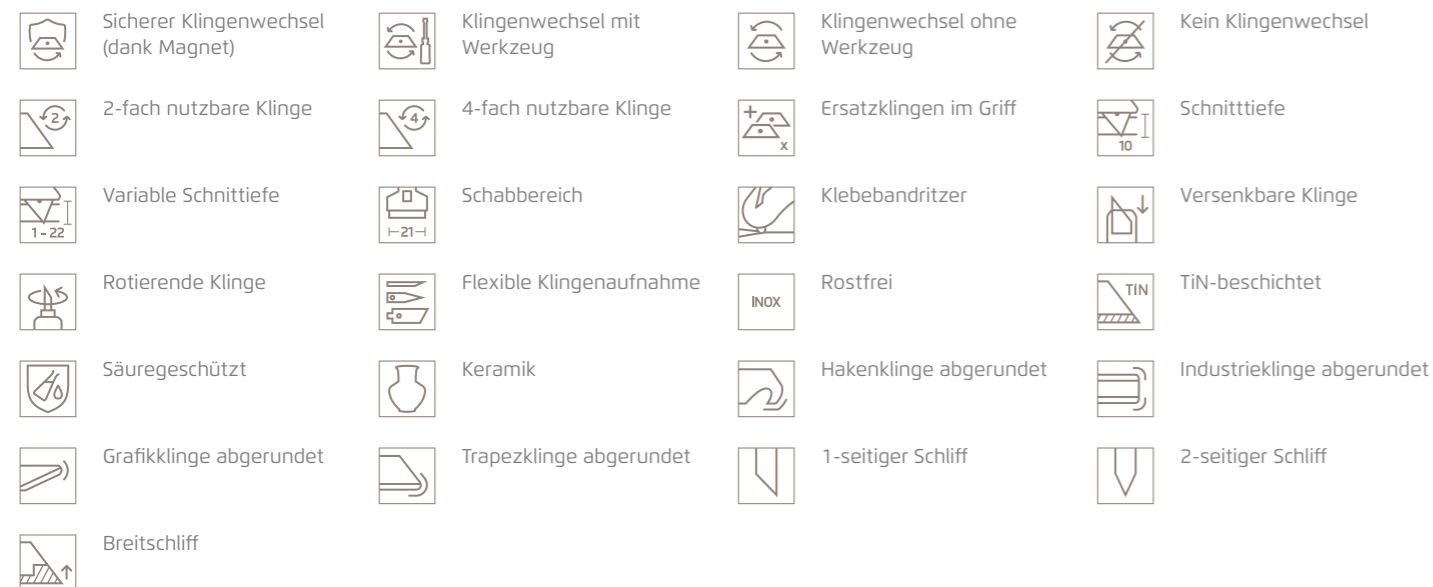 Sicherer Klingenwechsel
(dank Magnet)
Klingenwechsel mit
Werkzeug
Klingenwechsel ohne
Werkzeug
Kein Klingenwechsel
2
2-fach nutzbare Klinge
4
4-fach nutzbare Klinge
+
x
Ersatzklingen im Griff
10
Schnitttiefe
1 - 22
Variable Schnittiefe
21
Schabbereich
Klebebandritzer
Versenkbare Klinge
Rotierende Klinge
Flexible Klingenaufnahme
INOX
Rostfrei
TiN
TiN-beschichtet
Säuregeschützt
Keramik
Hakenklinge abgerundet
Industrieklinge abgerundet
Grafikklinge abgerundet
Trapezklinge abgerundet
1-seitiger Schliff
2-seitiger Schliff
Breitschliff